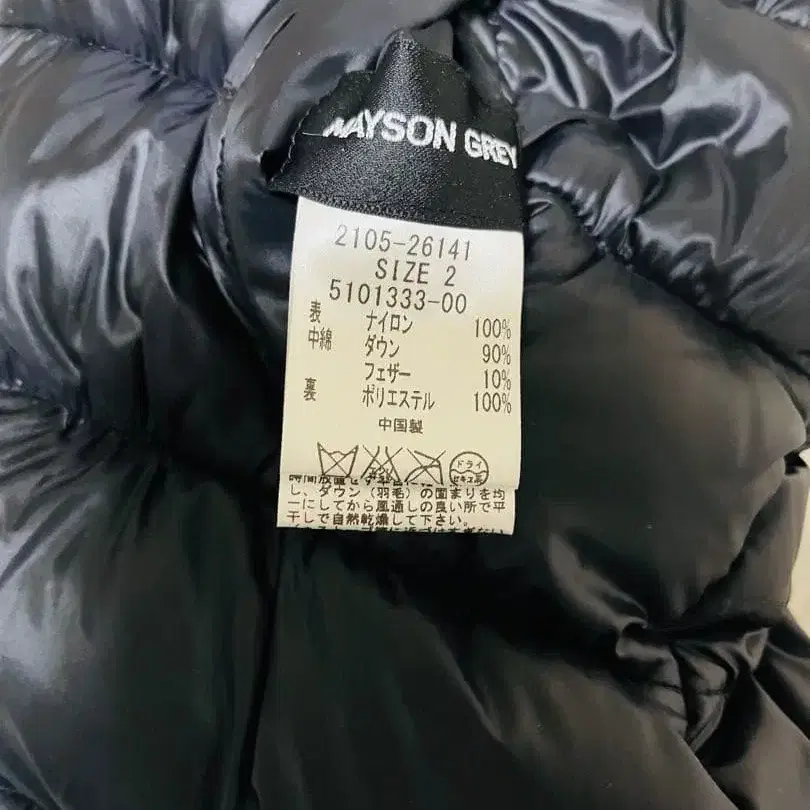 MAYSON GREY
2105-26141
SIZE 2
5101333-00
表 ナイロン 100%
中綿 ダウン 90%
フェザー 10%
裏 ポリエステル 100%
中国製
ドライ
セキユ系
し、ダウン(羽毛)の固まりを均
一にしてから風通しの良い所で平
干しで自然乾燥して下さい。